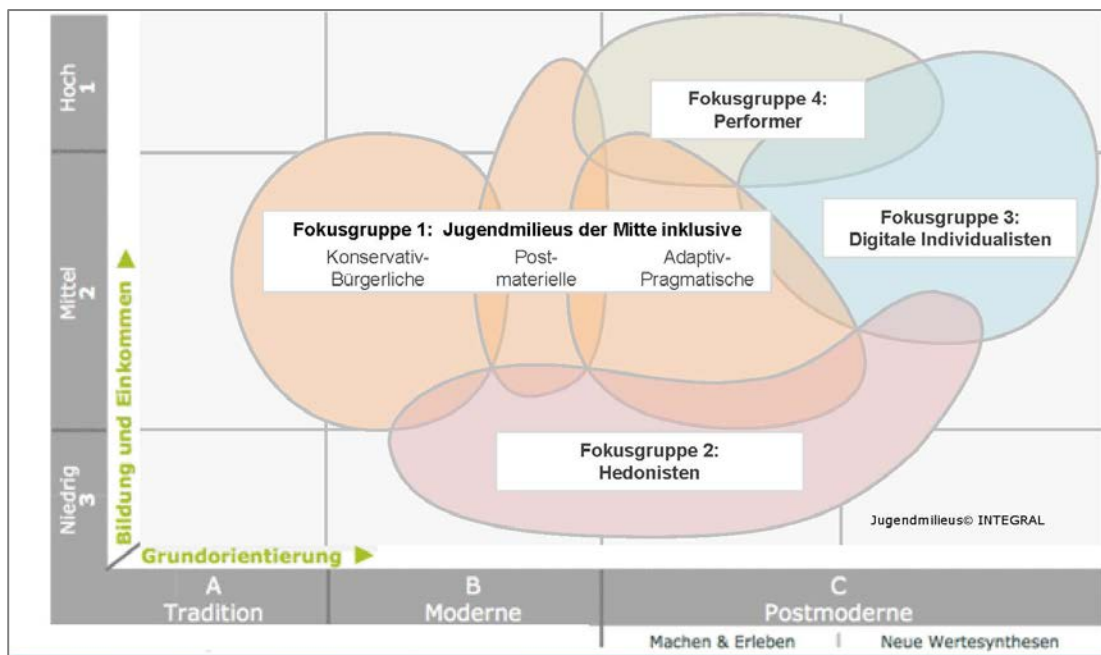 Hoch
1
Fokusgruppe 4:
Performer
Fokusgruppe 3:
Digitale Individualisten
Fokusgruppe 1: Jugendmilieus der Mitte inklusive
Konservativ-
Bürgerliche
Post-
materielle
Adaptiv-
Pragmatische
Mittel
2
Bildung und Einkommen
Fokusgruppe 2:
Hedonisten
Niedrig
3
Jugendmilieus© INTEGRAL
Grundorientierung
A
Tradition
B
Moderne
C
Postmoderne
Machen & Erleben
Neue Wertesynthesen